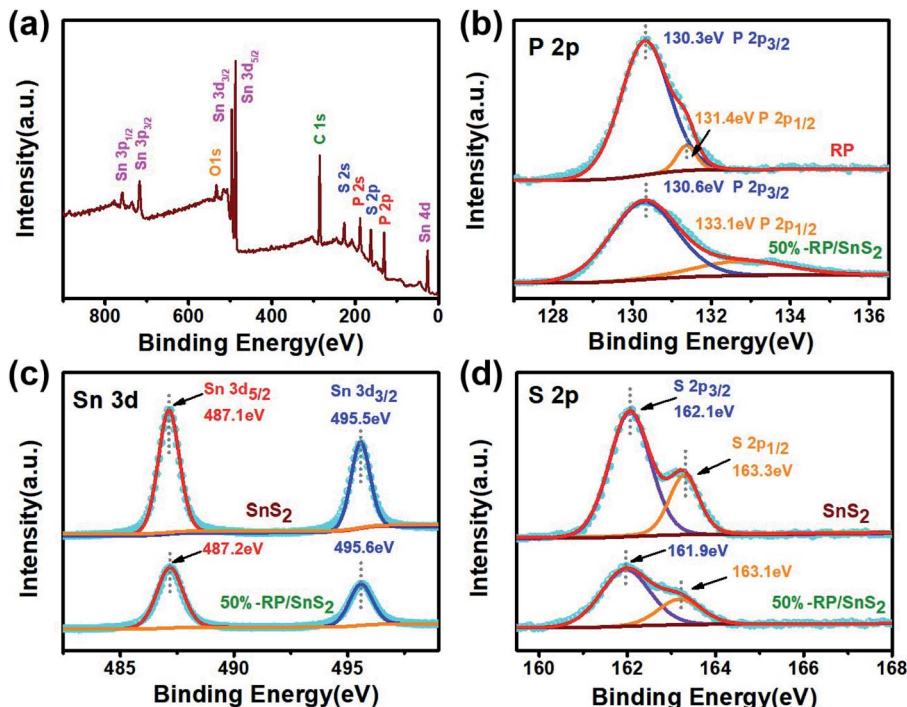 (a)
Intensity(a.u.)
Sn 3p1/2
Sn 3p3/2
O1s
Sn 3d3/2
Sn 3d5/2
C 1s
S 2s
P 2s
S 2p
P 2p
Sn 4d
800 600 400 200 0
Binding Energy(eV)
(b)
P 2p
Intensity(a.u.)
130.3eV P 2p3/2
131.4eV P 2p1/2
RP
130.6eV P 2p3/2
133.1eV P 2p1/2
50%-RP/SnS2
128 130 132 134 136
Binding Energy(eV)
(c)
Sn 3d
Intensity(a.u.)
Sn 3d5/2
487.1eV
Sn 3d3/2
495.5eV
SnS2
487.2eV
495.6eV
50%-RP/SnS2
485 490 495
Binding Energy(eV)
(d)
S 2p
Intensity(a.u.)
S 2p3/2
162.1eV
S 2p1/2
163.3eV
SnS2
161.9eV
163.1eV
50%-RP/SnS2
160 162 164 166 168
Binding Energy(eV)